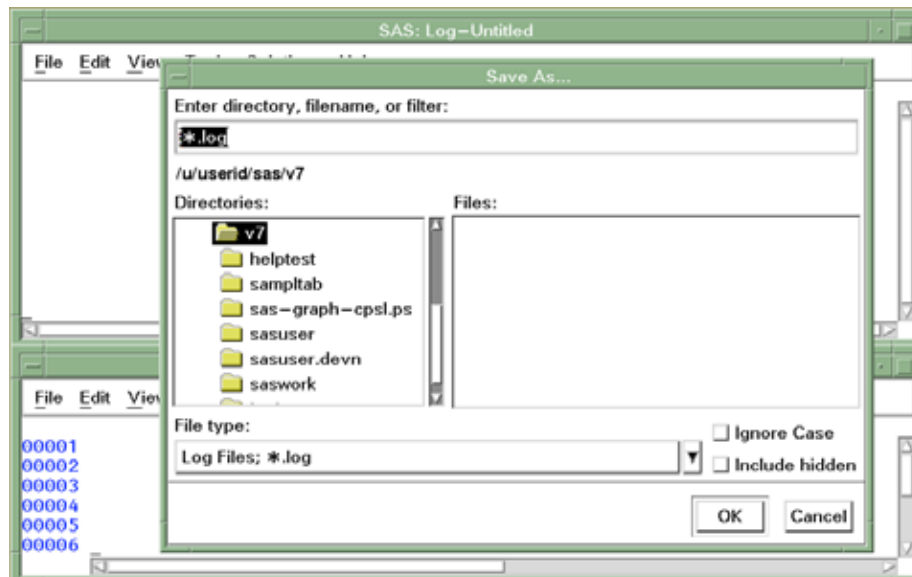 SAS: Log−Untitled
File Edit View
Save As...
Enter directory, filename, or filter:
*.log
/u/userid/sas/v7
Directories:
Files:
v7
helptest
sampltab
sas−graph−cpsl.ps
sasuser
sasuser.devn
saswork
File Edit View
00001
00002
00003
00004
00005
00006
File type:
Log Files; *.log
Ignore Case
Include hidden
OK
Cancel